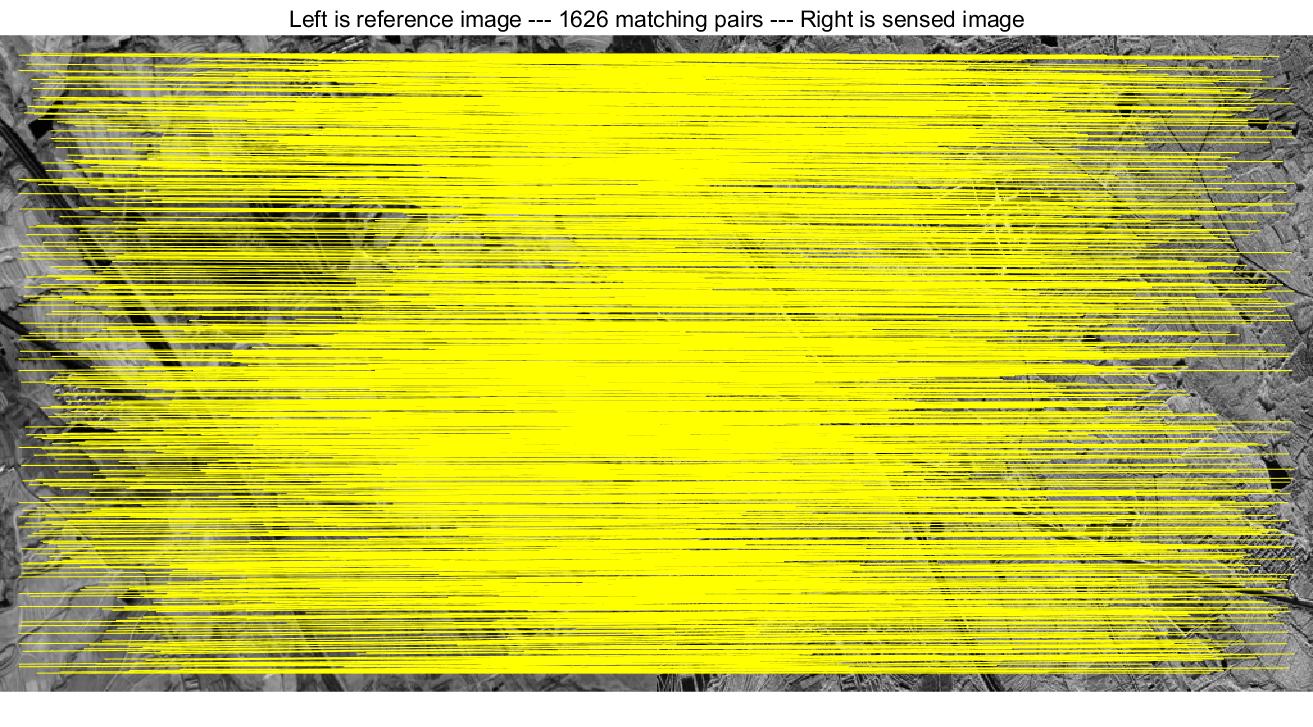 Left is reference image --- 1626 matching pairs --- Right is sensed image